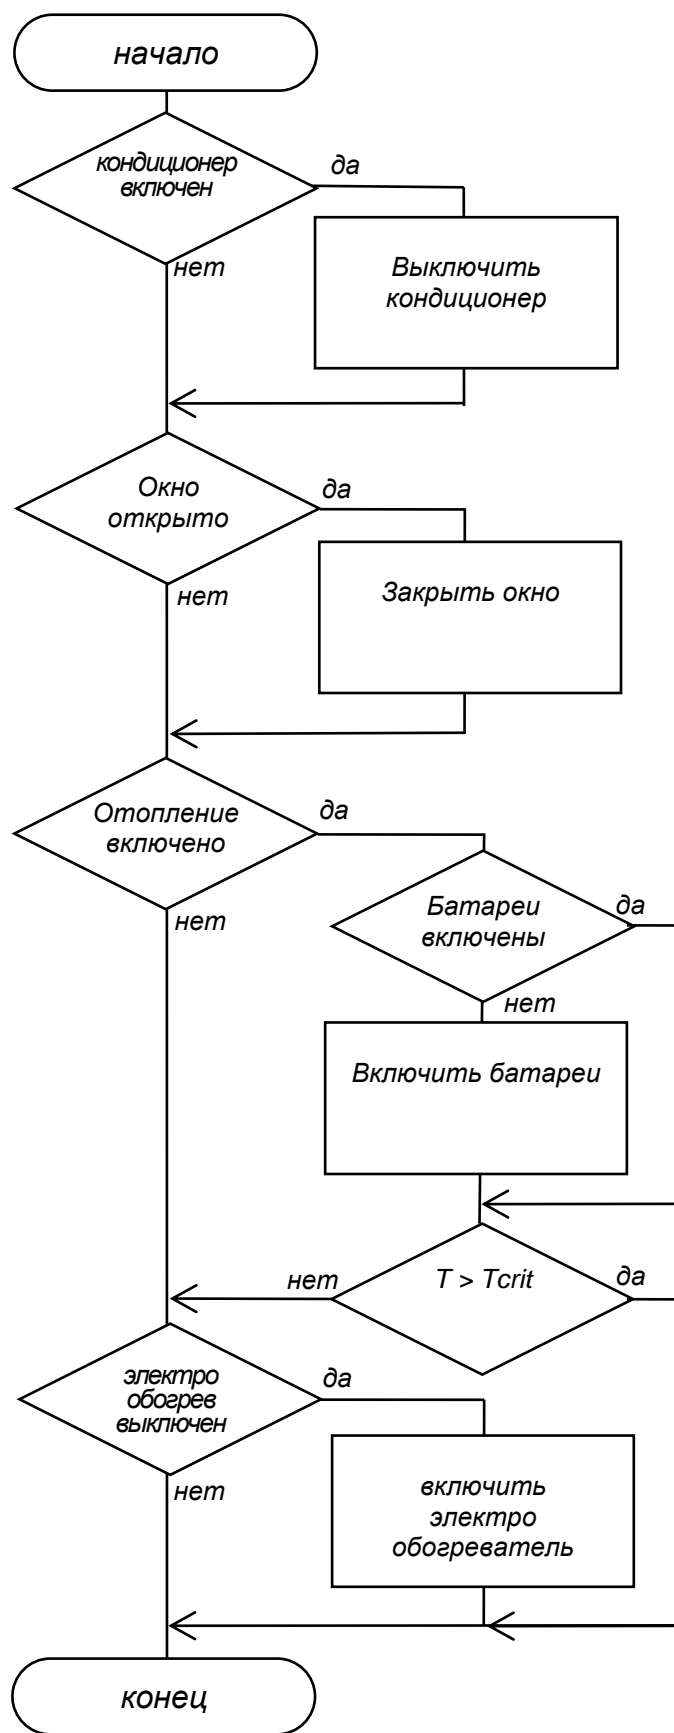 начало
кондиционер
включен
да
нет
Выключить
кондиционер
Окно
открыто
да
нет
Закрыть окно
Отопление
включено
да
нет
Батареи
включены
да
нет
Включить батареи
T > Tcrit
нет
да
электро
обогрев
выключен
да
нет
включить
электро
обогреватель
конец